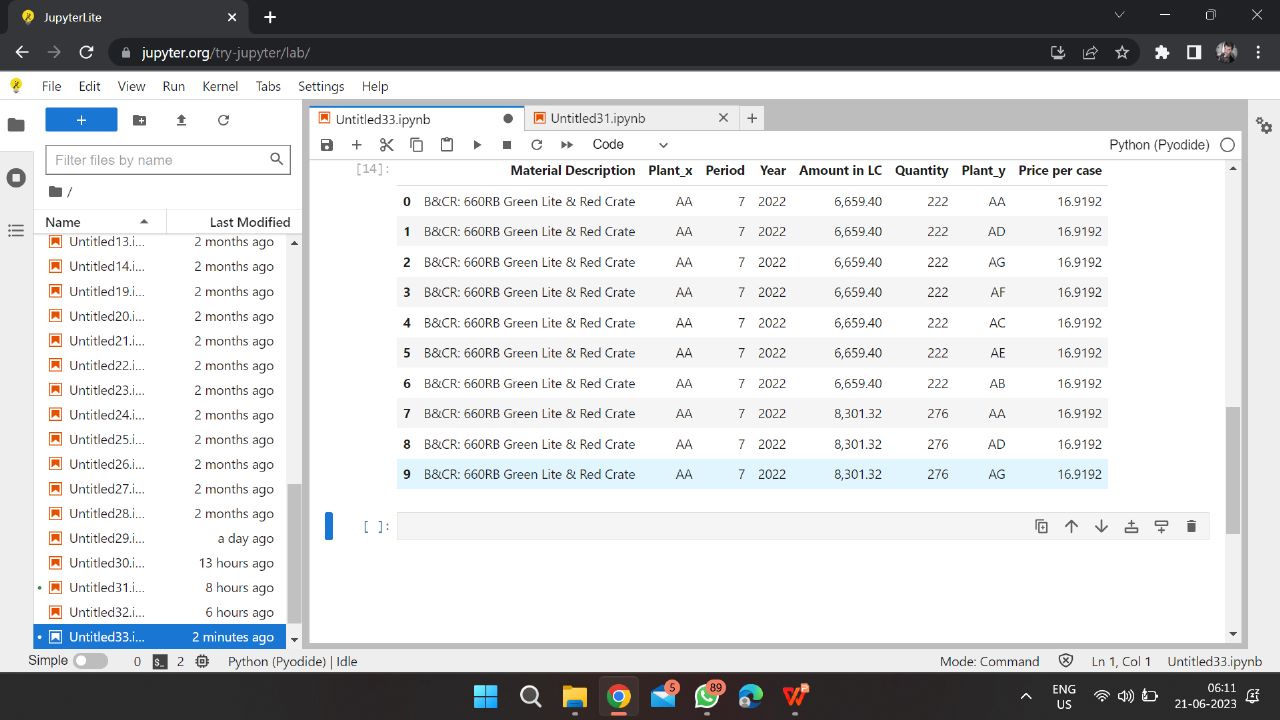 JupyterLite
jupyter.org/try-jupyter/lab/
File Edit View Run Kernel Tabs Settings Help
Untitled33.ipynb Untitled31.ipynb
Code Python (Pyodide)
Filter files by name
/
Name Last Modified
Untitled13.i... 2 months ago
Untitled14.i... 2 months ago
Untitled19.i... 2 months ago
Untitled20.i... 2 months ago
Untitled21.i... 2 months ago
Untitled22.i... 2 months ago
Untitled23.i... 2 months ago
Untitled24.i... 2 months ago
Untitled25.i... 2 months ago
Untitled26.i... 2 months ago
Untitled27.i... 2 months ago
Untitled28.i... 2 months ago
Untitled29.i... a day ago
Untitled30.i... 13 hours ago
Untitled31.i... 8 hours ago
Untitled32.i... 6 hours ago
Untitled33.i... 2 minutes ago
[14]:
Material Description Plant_x Period Year Amount in LC Quantity Plant_y Price per case
0 B&CR: 660RB Green Lite & Red Crate AA 7 2022 6,659.40 222 AA 16.9192
1 B&CR: 660RB Green Lite & Red Crate AA 7 2022 6,659.40 222 AD 16.9192
2 B&CR: 660RB Green Lite & Red Crate AA 7 2022 6,659.40 222 AG 16.9192
3 B&CR: 660RB Green Lite & Red Crate AA 7 2022 6,659.40 222 AF 16.9192
4 B&CR: 660RB Green Lite & Red Crate AA 7 2022 6,659.40 222 AC 16.9192
5 B&CR: 660RB Green Lite & Red Crate AA 7 2022 6,659.40 222 AE 16.9192
6 B&CR: 660RB Green Lite & Red Crate AA 7 2022 6,659.40 222 AB 16.9192
7 B&CR: 660RB Green Lite & Red Crate AA 7 2022 8,301.32 276 AA 16.9192
8 B&CR: 660RB Green Lite & Red Crate AA 7 2022 8,301.32 276 AD 16.9192
9 B&CR: 660RB Green Lite & Red Crate AA 7 2022 8,301.32 276 AG 16.9192
[ ]:
Simple 0 2 Python (Pyodide) | Idle Mode: Command Ln 1, Col 1 Untitled33.ipynb
5 89
ENG
US
06:11
21-06-2023